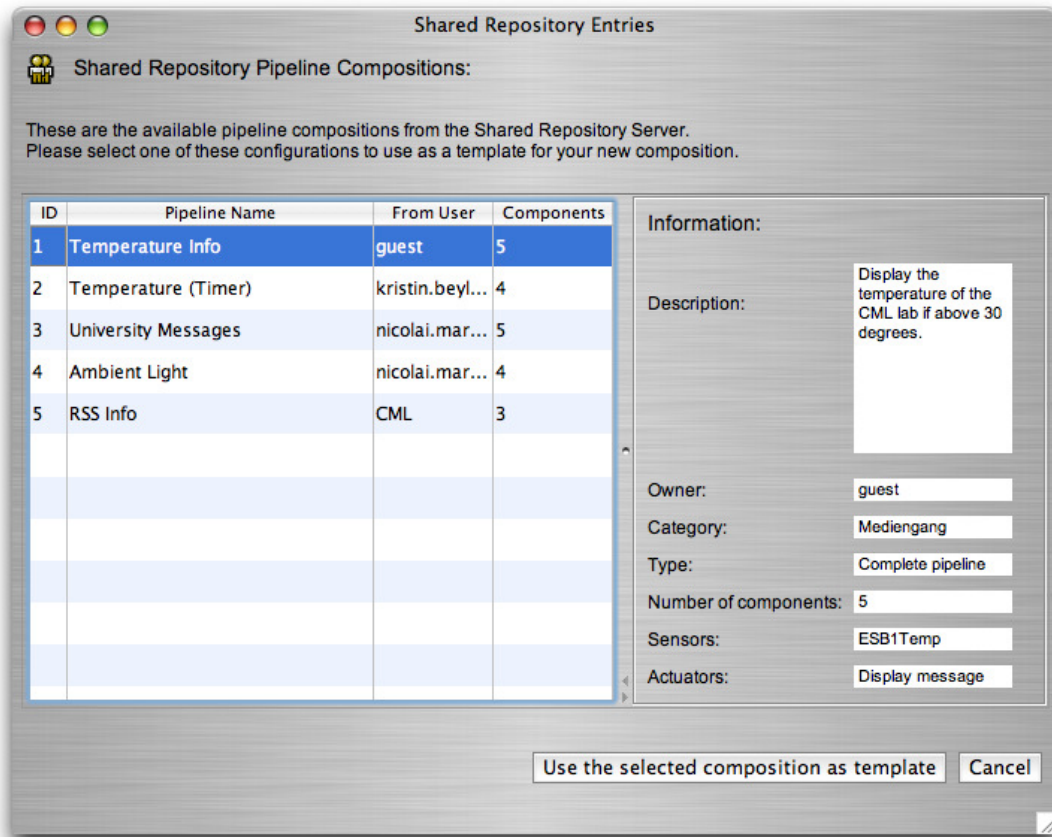 Shared Repository Entries
Shared Repository Pipeline Compositions:
These are the available pipeline compositions from the Shared Repository Server.
Please select one of these configurations to use as a template for your new composition.
ID Pipeline Name From User Components
1 Temperature Info guest 5
2 Temperature (Timer) kristin.beyl... 4
3 University Messages nicolai.mar... 5
4 Ambient Light nicolai.mar... 4
5 RSS Info CML 3
Information:
Description:
Display the
temperature of the
CML lab if above 30
degrees.
Owner: guest
Category: Mediengang
Type: Complete pipeline
Number of components: 5
Sensors: ESB1Temp
Actuators: Display message
Use the selected composition as template Cancel